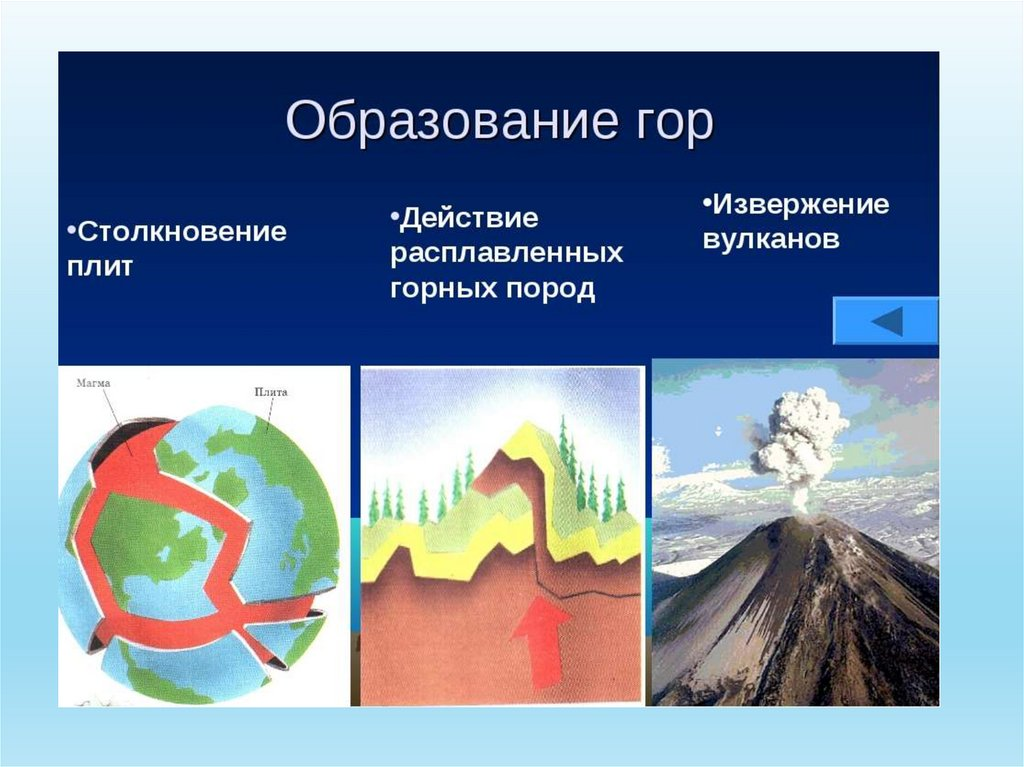 Образование гор
•Столкновение
плит
•Действие
расплавленных
горных пород
•Извержение
вулканов
Магма
Плита